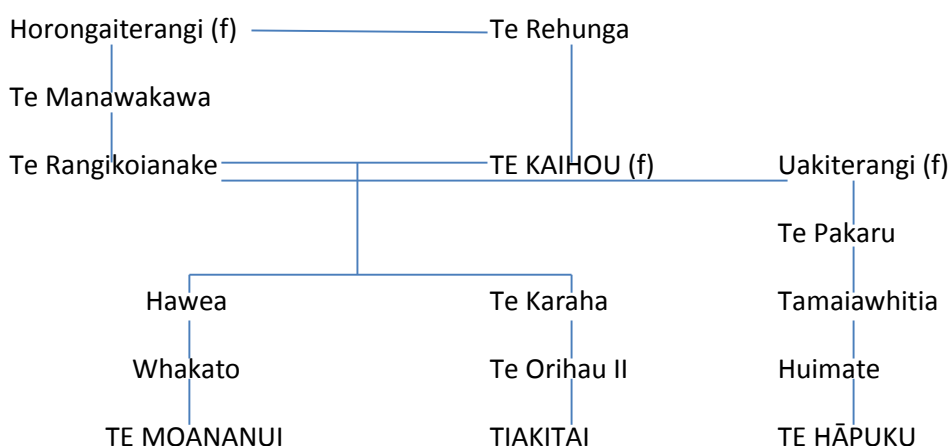 Horongaiterangi (f) Te Rehunga
Te Manawakawa
Te Rangikoianake TE KAIHOU (f) Uakiterangi (f)
Te Pakaru
Hawea Te Karaha Tamaiawhitia
Whakato Te Orihau II Huimate
TE MOANANUI TIAKITAI TE HĀPUKU